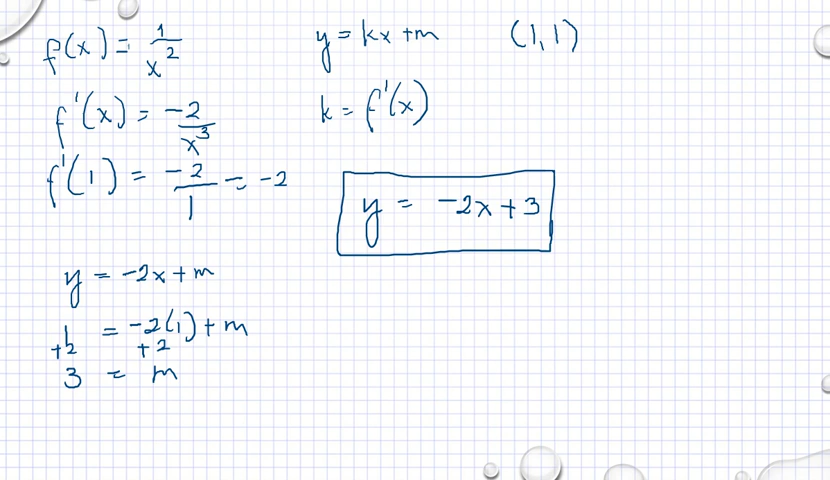 f(x) = 1/x²
f'(x) = -2/x³
f'(1) = -2/1 = -2
y = -2x + m
1 = -2(1) + m
+2 +2
3 = m
y = kx + m (1,1)
k = f'(x)
y = -2x + 3